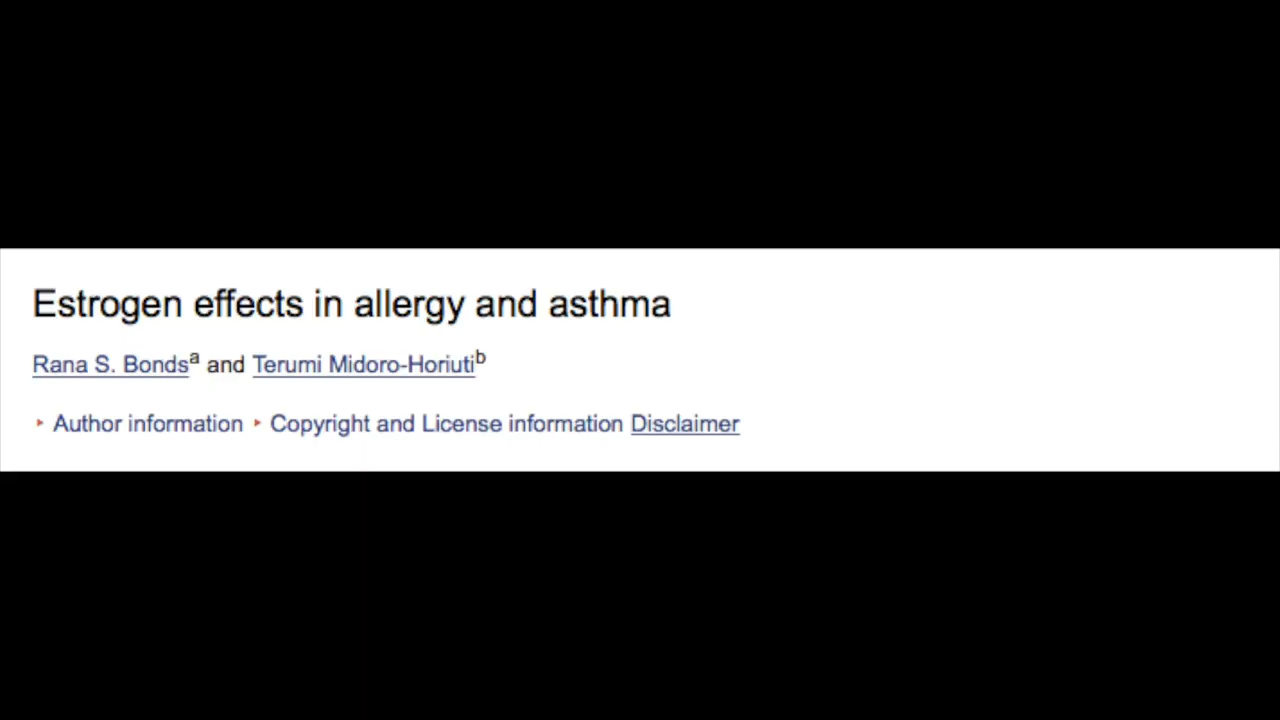 Estrogen effects in allergy and asthma
Rana S. Bondsa and Terumi Midoro-Horiutib
▸ Author information ▸ Copyright and License information Disclaimer